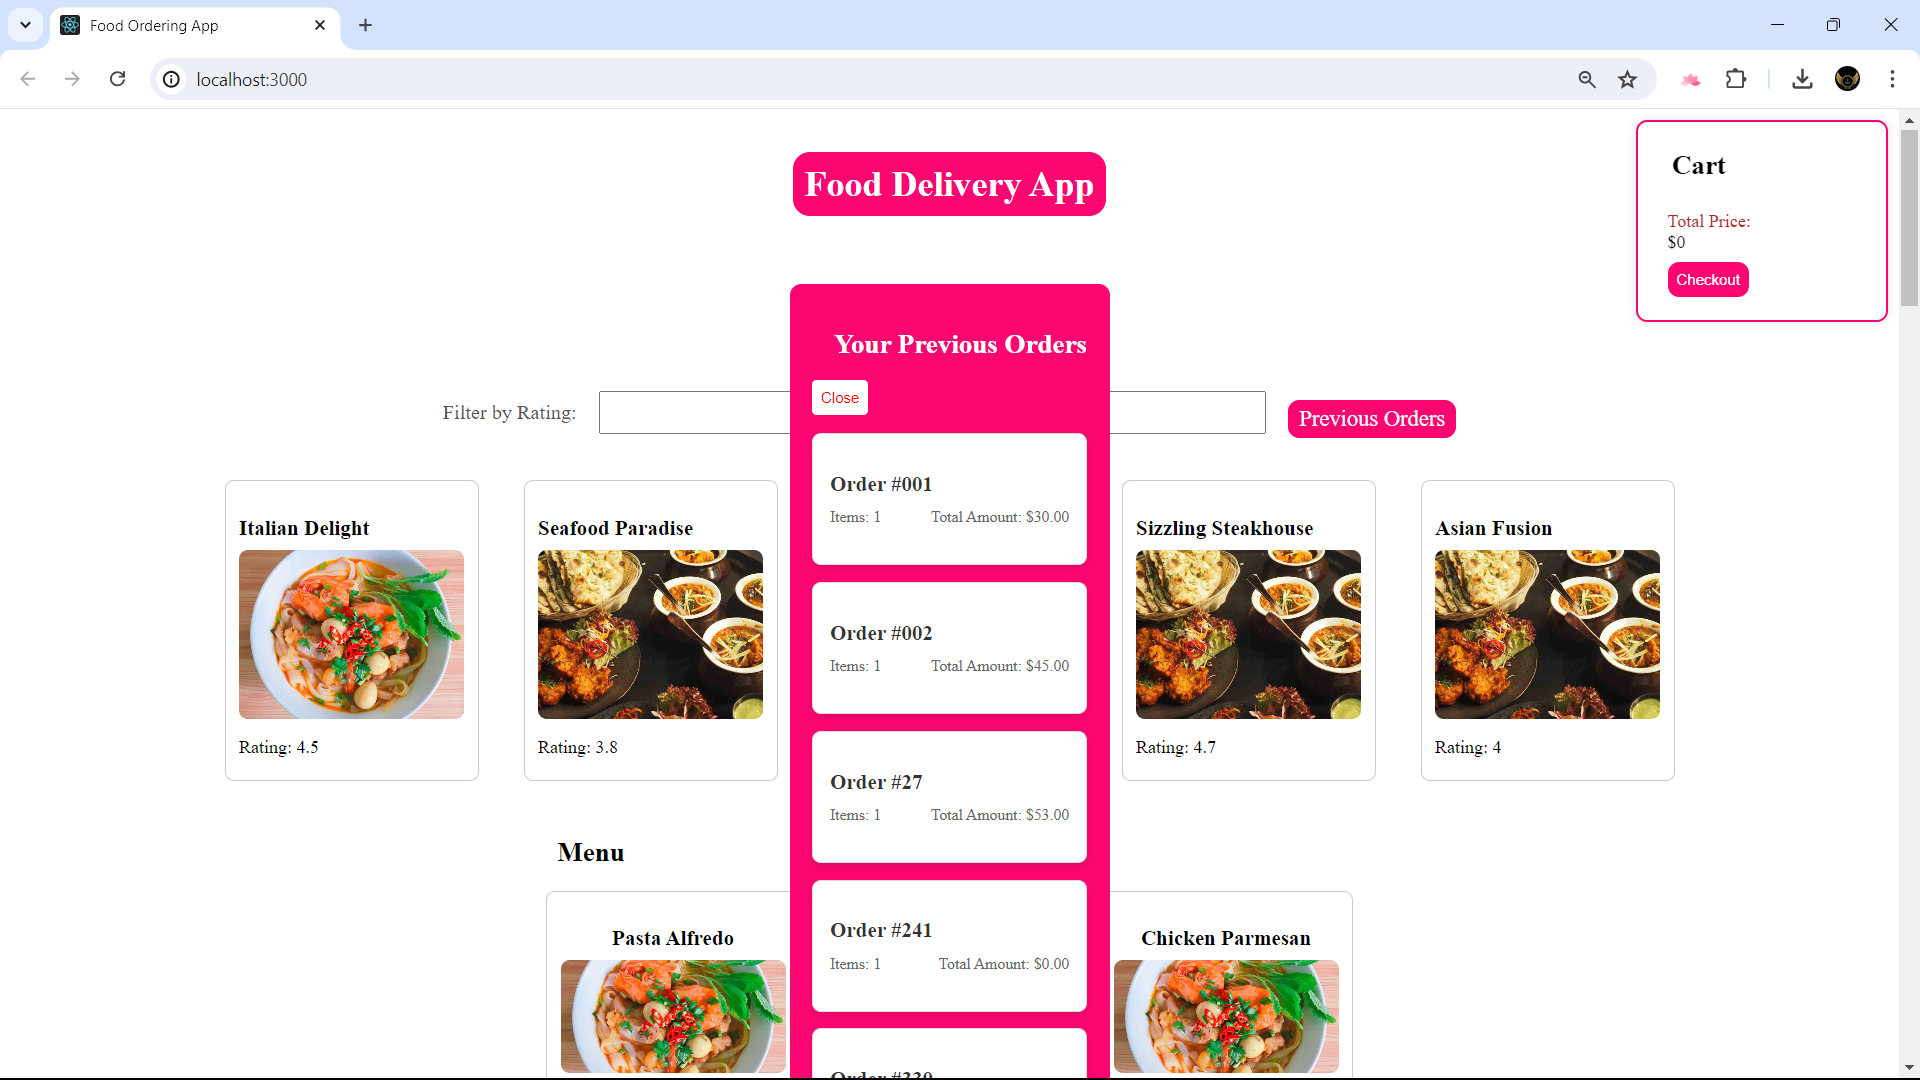 Food Ordering App
localhost:3000
Food Delivery App
Cart
Total Price:
$0
Checkout
Your Previous Orders
Close
Filter by Rating:
Previous Orders
Order #001
Items: 1 Total Amount: $30.00
Order #002
Items: 1 Total Amount: $45.00
Order #27
Items: 1 Total Amount: $53.00
Order #241
Items: 1 Total Amount: $0.00
Order #330
Italian Delight
Rating: 4.5
Seafood Paradise
Rating: 3.8
Sizzling Steakhouse
Rating: 4.7
Asian Fusion
Rating: 4
Menu
Pasta Alfredo
Chicken Parmesan